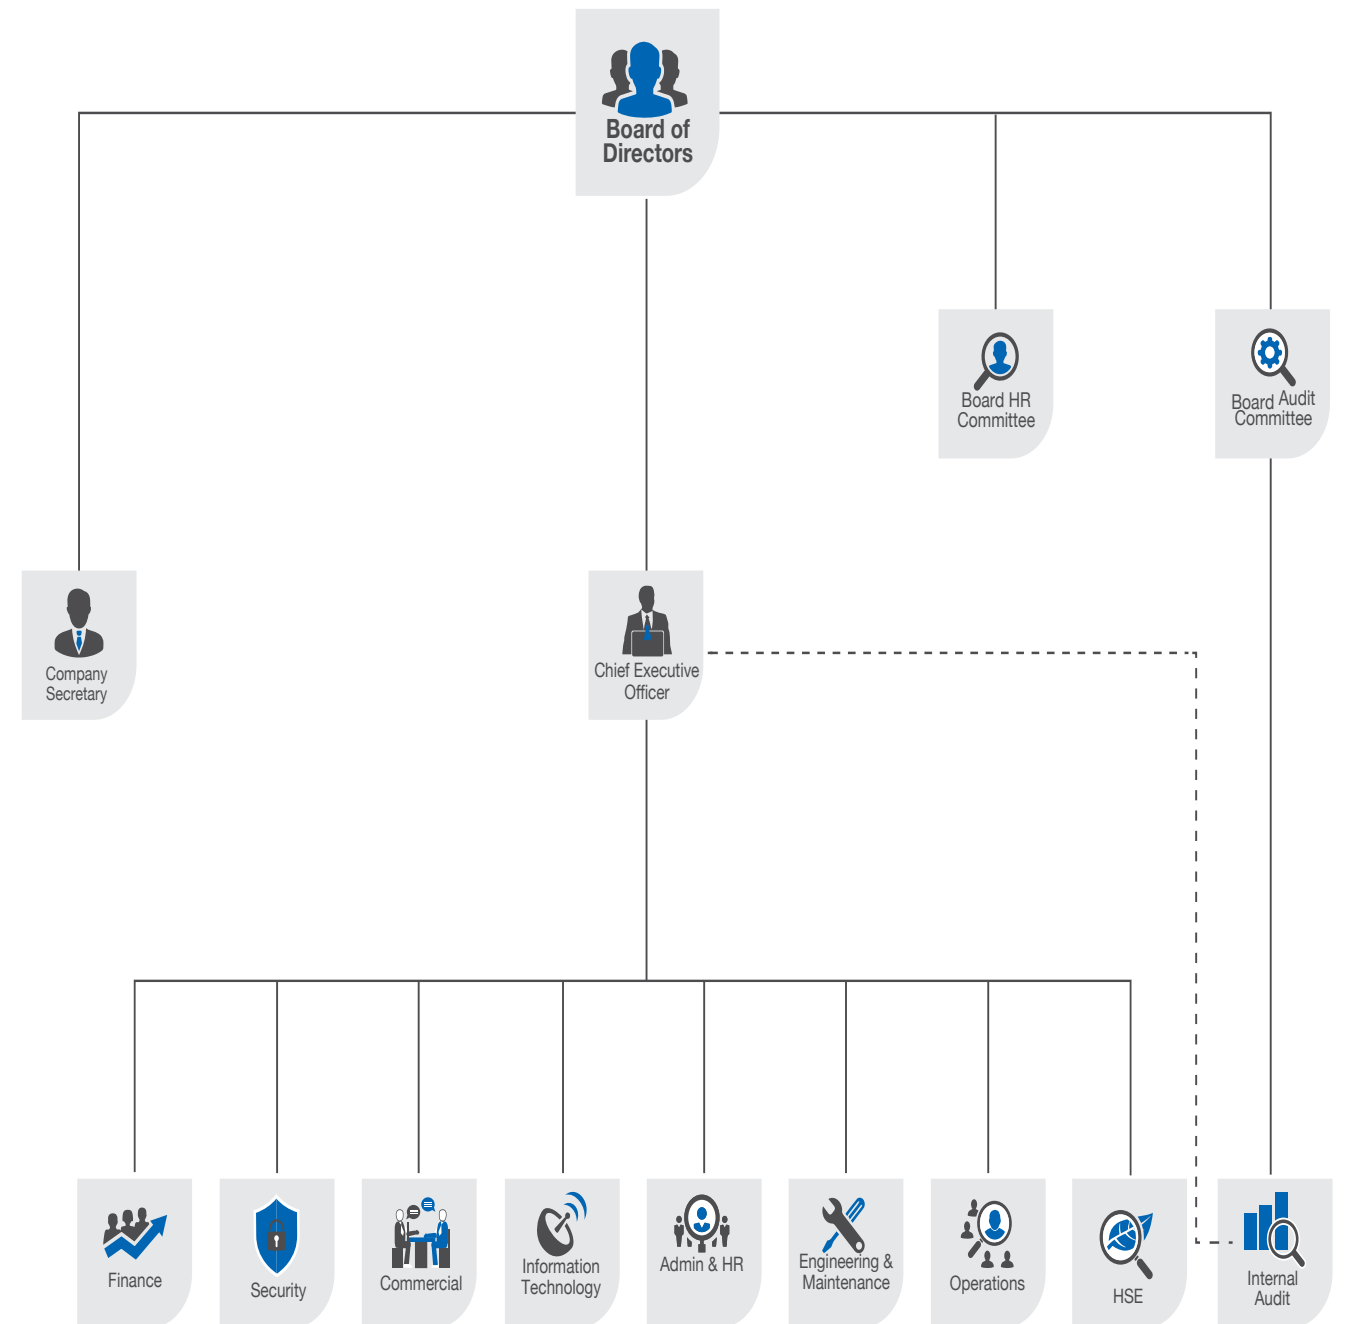 Board of
Directors
Board HR
Committee
Board Audit
Committee
Company
Secretary
Chief Executive
Officer
Finance
Security
Commercial
Information
Technology
Admin & HR
Engineering &
Maintenance
Operations
HSE
Internal
Audit